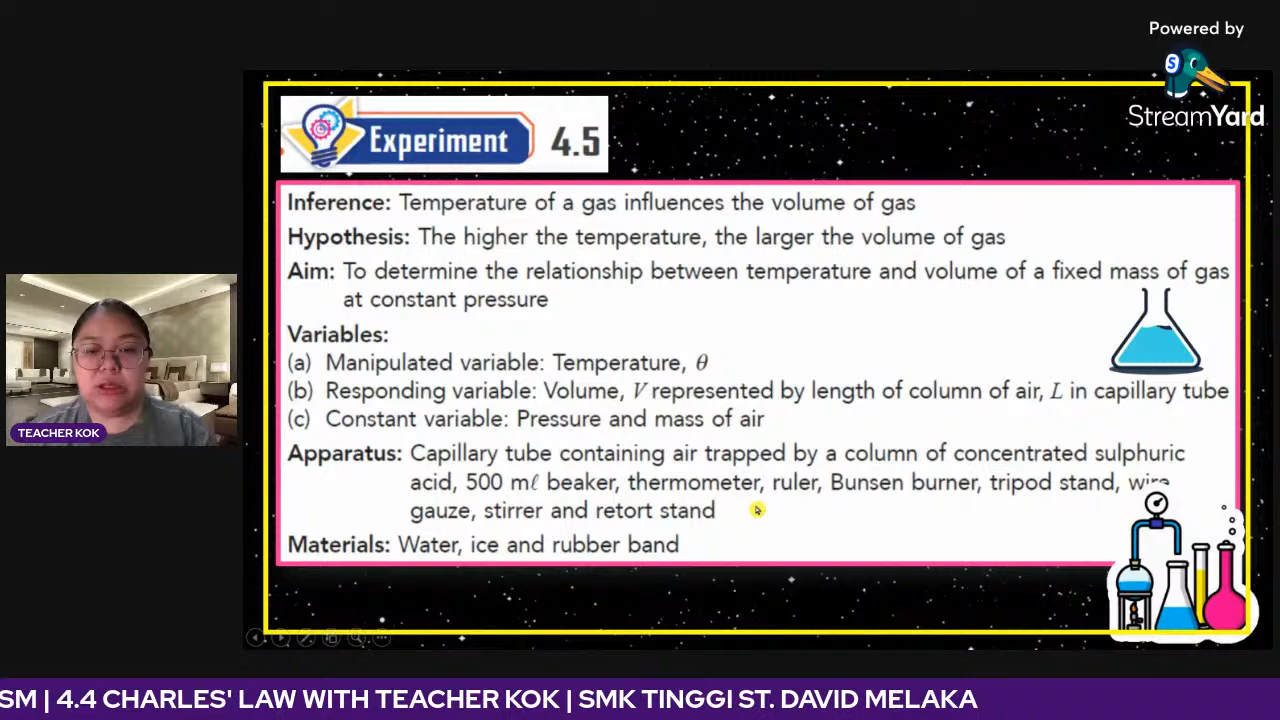 Powered by
StreamYard
Experiment 4.5
Inference: Temperature of a gas influences the volume of gas
Hypothesis: The higher the temperature, the larger the volume of gas
Aim: To determine the relationship between temperature and volume of a fixed mass of gas
at constant pressure
Variables:
(a) Manipulated variable: Temperature, θ
(b) Responding variable: Volume, V represented by length of column of air, L in capillary tube
(c) Constant variable: Pressure and mass of air
Apparatus: Capillary tube containing air trapped by a column of concentrated sulphuric
acid, 500 mℓ beaker, thermometer, ruler, Bunsen burner, tripod stand, wire
gauze, stirrer and retort stand
Materials: Water, ice and rubber band
TEACHER KOK
SM | 4.4 CHARLES' LAW WITH TEACHER KOK | SMK TINGGI ST. DAVID MELAKA